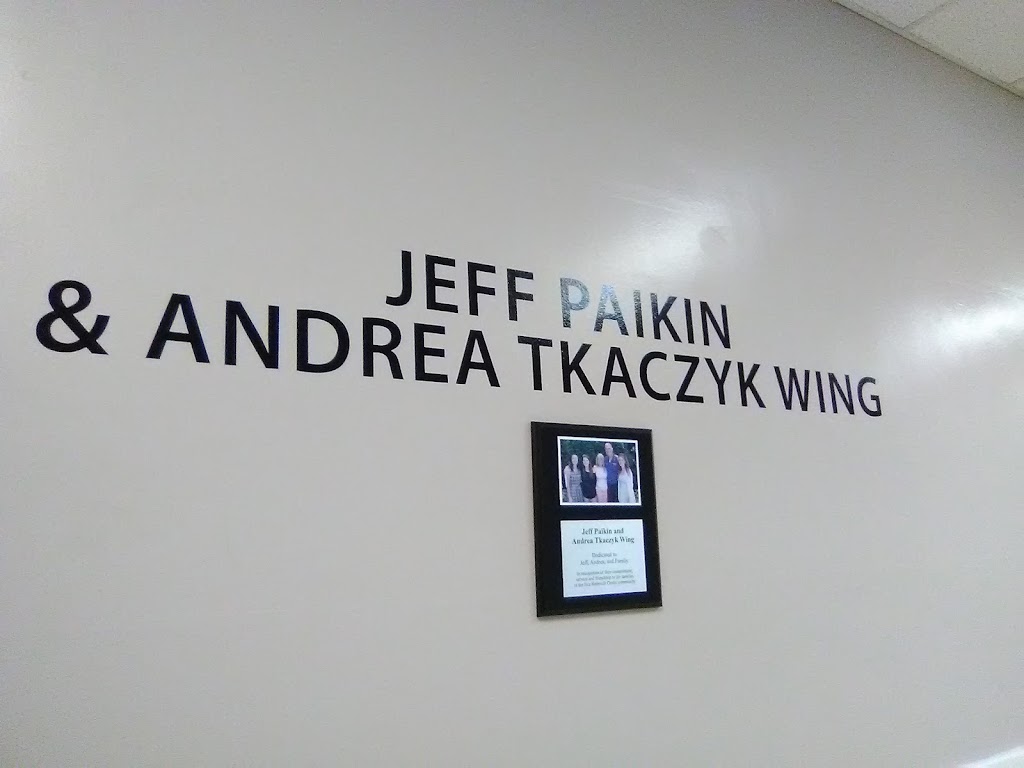 JEFF PAIKIN
& ANDREA TKACZYK WING
Jeff Paikin and
Andrea Tkaczyk Wing
Dedicated to
Jeff, Andrea, and Family